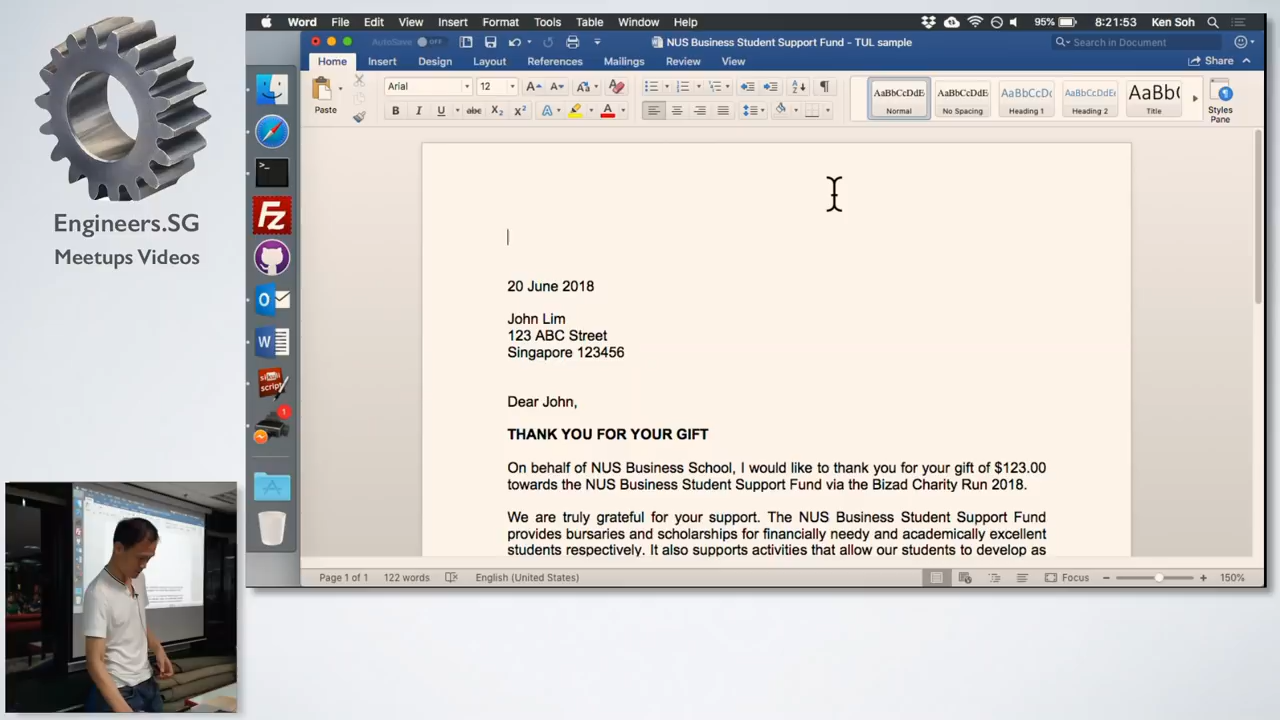 Engineers.SG
Meetups Videos
Word File Edit View Insert Format Tools Table Window Help
95% 8:21:53 Ken Soh
AutoSave OFF
NUS Business Student Support Fund - TUL sample
Search in Document
Home Insert Design Layout References Mailings Review View
Share
Paste
Arial 12
AaBbCcDdE AaBbCcDdE AaBbCcD( AaBbCcDdE AaBb(
Normal No Spacing Heading 1 Heading 2 Title
Styles
Pane
20 June 2018
John Lim
123 ABC Street
Singapore 123456
Dear John,
THANK YOU FOR YOUR GIFT
On behalf of NUS Business School, I would like to thank you for your gift of $123.00
towards the NUS Business Student Support Fund via the Bizad Charity Run 2018.
We are truly grateful for your support. The NUS Business Student Support Fund
provides bursaries and scholarships for financially needy and academically excellent
students respectively. It also supports activities that allow our students to develop as
Page 1 of 1 122 words English (United States) Focus 150%